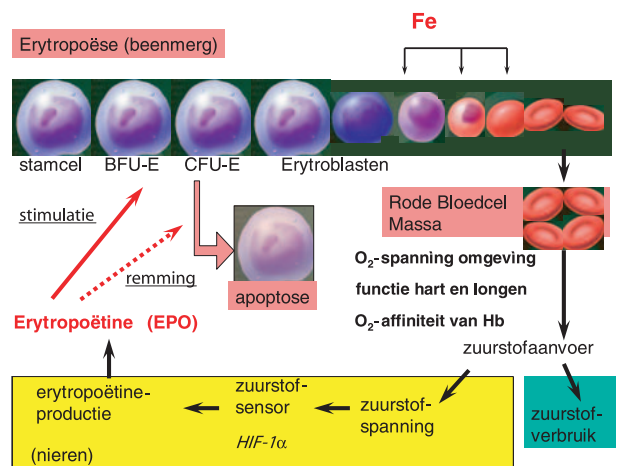 Fe
Erytropoëse (beenmerg)
stamcel BFU-E CFU-E Erytroblasten
stimulatie
remming
apoptose
Rode Bloedcel
Massa
O₂-spanning omgeving
functie hart en longen
O₂-affiniteit van Hb
Erytropoëtine (EPO)
zuurstofaanvoer
erytropoëtine-
productie
(nieren)
zuurstof-
sensor
HIF-1α
zuurstof-
spanning
zuurstof-
verbruik